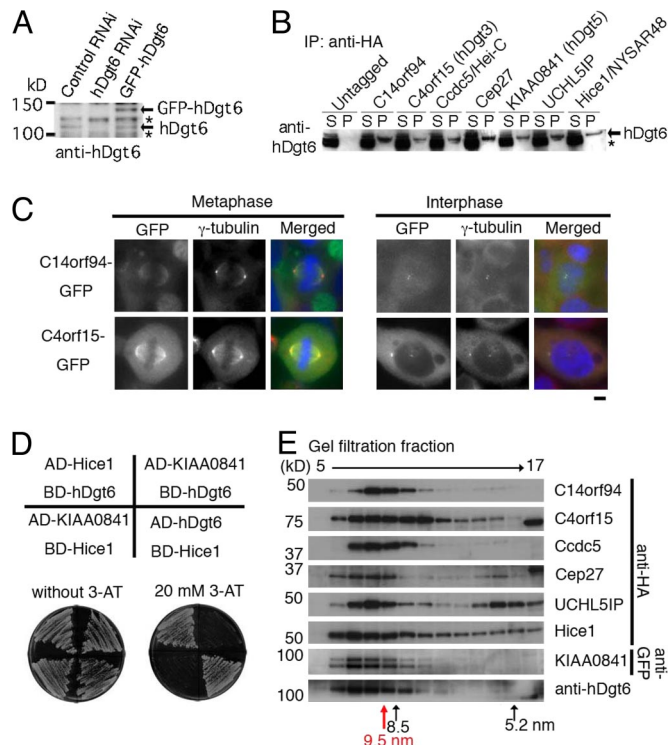 A
Control RNAi
hDgt6 RNAi
GFP-hDgt6
kD
150
100
GFP-hDgt6
*
hDgt6
*
anti-hDgt6
B
IP: anti-HA
Untagged
C14orf94
C4orf15 (hDgt3)
Ccdc5/Hei-C
Cep27
KIAA0841 (hDgt5)
UCHL5IP
Hice1/NYSAR48
S P S P S P S P S P S P S P S P
anti-
hDgt6
hDgt6
*
C
Metaphase
Interphase
GFP γ-tubulin Merged
GFP γ-tubulin Merged
C14orf94-
GFP
C4orf15-
GFP
D
AD-Hice1
BD-hDgt6
AD-KIAA0841
BD-hDgt6
AD-KIAA0841
BD-Hice1
AD-hDgt6
BD-Hice1
without 3-AT
20 mM 3-AT
E
Gel filtration fraction
(kD) 5 17
50 C14orf94
75 C4orf15
37 Ccdc5
37 Cep27
50 UCHL5IP
50 Hice1
100 KIAA0841
100 anti-hDgt6
anti-HA
anti-
GFP
8.5
5.2 nm
9.5 nm